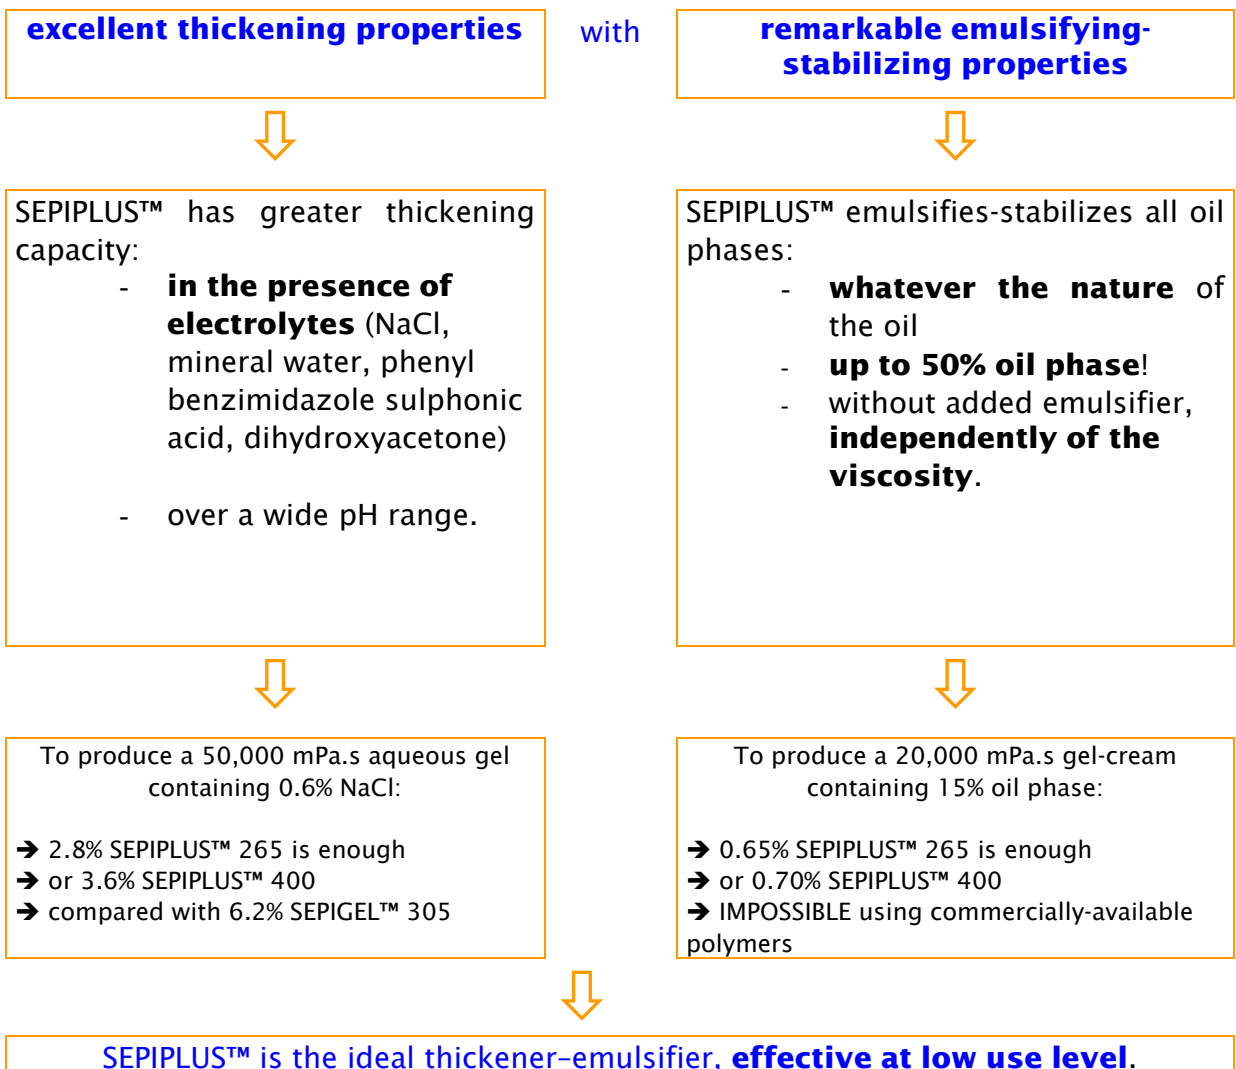 excellent thickening properties
with
remarkable emulsifying-
stabilizing properties
SEPIPLUS™ has greater thickening
capacity:
- in the presence of
electrolytes (NaCl,
mineral water, phenyl
benzimidazole sulphonic
acid, dihydroxyacetone)
- over a wide pH range.
SEPIPLUS™ emulsifies-stabilizes all oil
phases:
- whatever the nature of
the oil
- up to 50% oil phase!
- without added emulsifier,
independently of the
viscosity.
To produce a 50,000 mPa.s aqueous gel
containing 0.6% NaCl:
➔ 2.8% SEPIPLUS™ 265 is enough
➔ or 3.6% SEPIPLUS™ 400
➔ compared with 6.2% SEPIGEL™ 305
To produce a 20,000 mPa.s gel-cream
containing 15% oil phase:
➔ 0.65% SEPIPLUS™ 265 is enough
➔ or 0.70% SEPIPLUS™ 400
➔ IMPOSSIBLE using commercially-available
polymers
SEPIPLUS™ is the ideal thickener–emulsifier, effective at low use level.